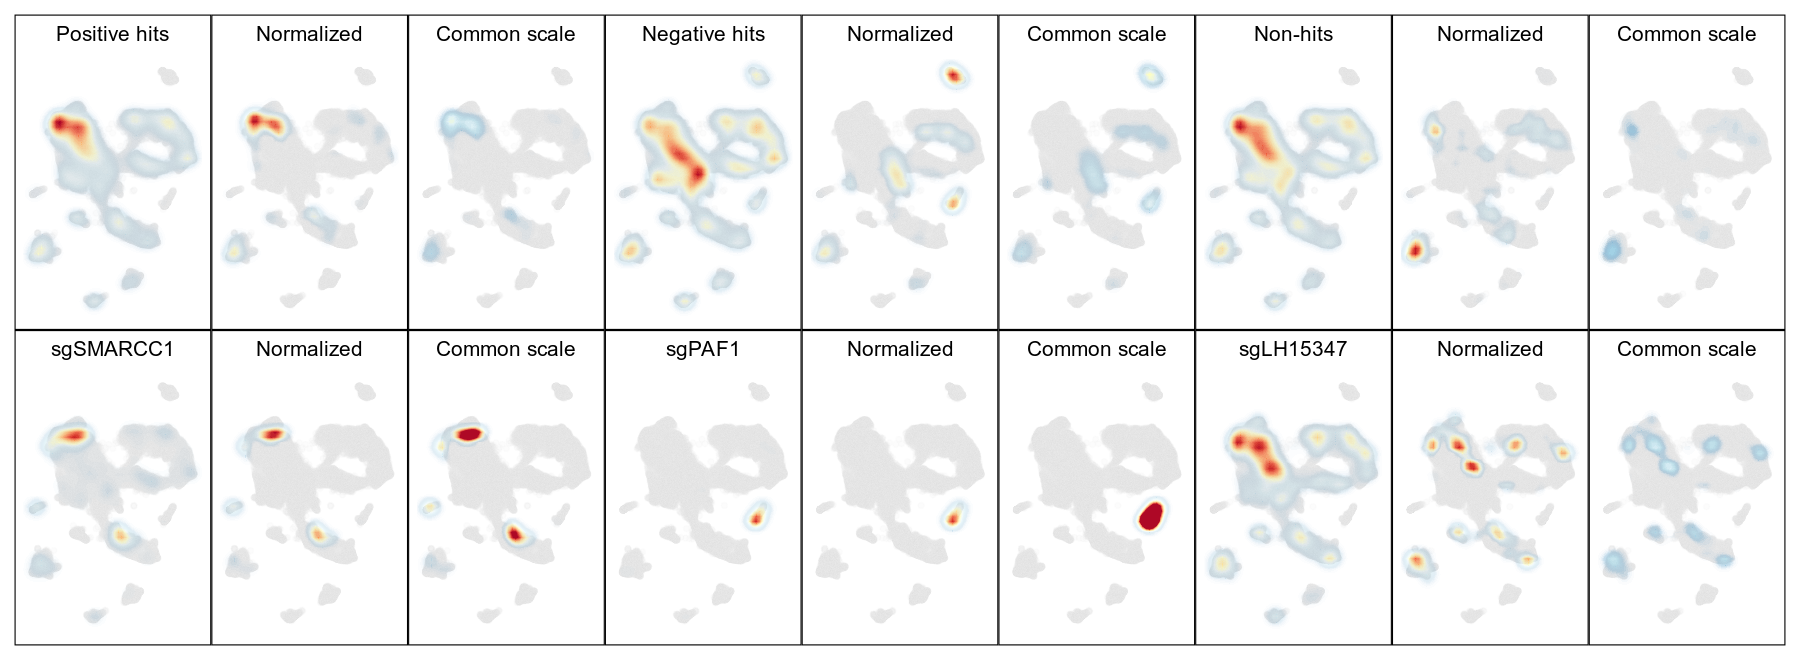 Positive hits
Normalized
Common scale
Negative hits
Normalized
Common scale
Non-hits
Normalized
Common scale
sgSMARCC1
Normalized
Common scale
sgPAF1
Normalized
Common scale
sgLH15347
Normalized
Common scale